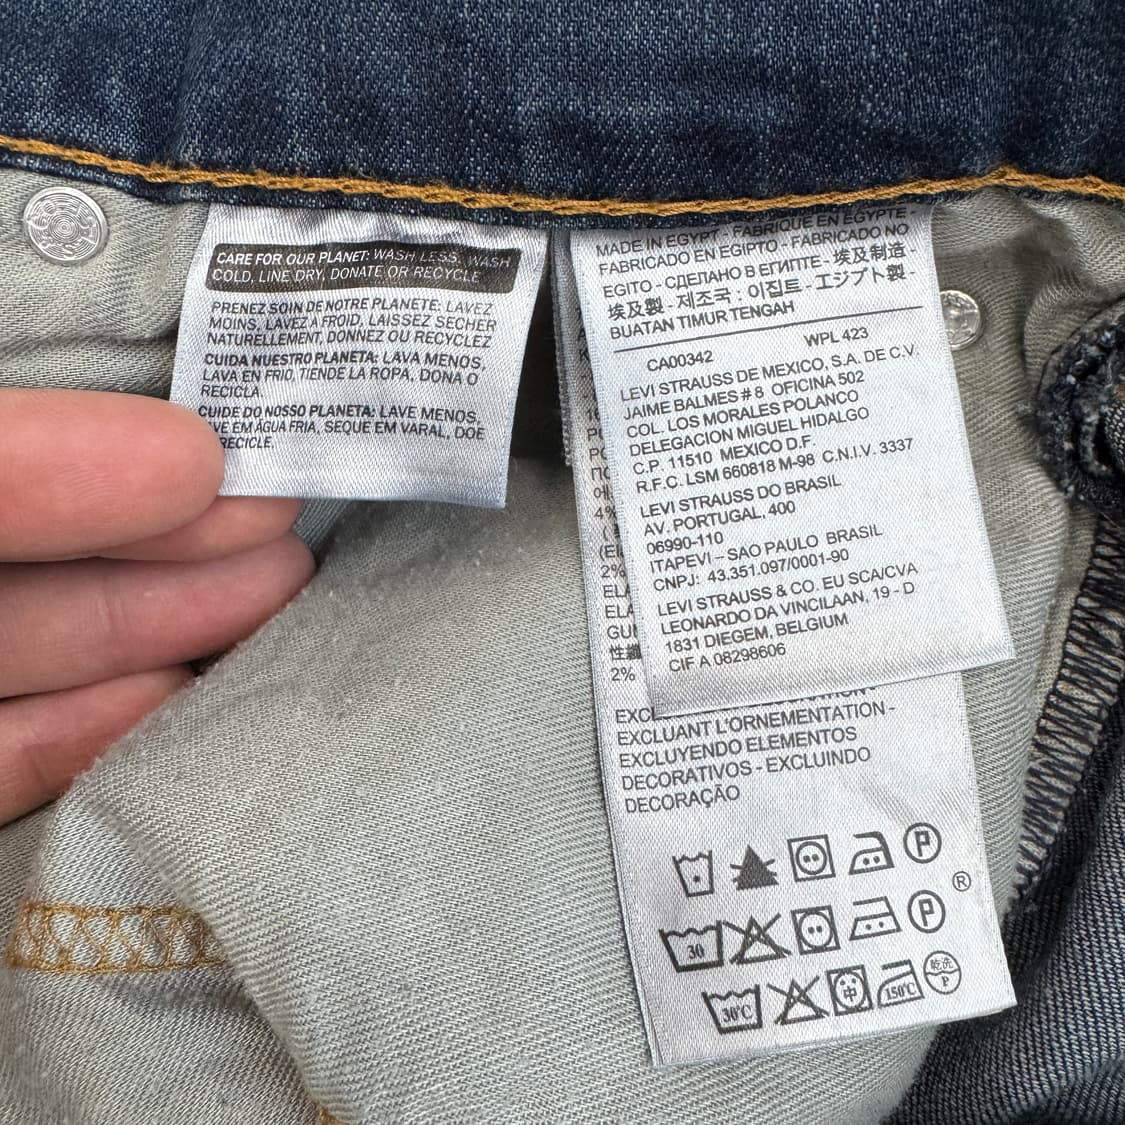 CARE FOR OUR PLANET: WASH LESS, WASH
COLD, LINE DRY, DONATE OR RECYCLE
PRENEZ SOIN DE NOTRE PLANETE: LAVEZ
MOINS, LAVEZ A FROID, LAISSEZ SECHER
NATURELLEMENT, DONNEZ OU RECYCLEZ
CUIDA NUESTRO PLANETA: LAVA MENOS,
LAVA EN FRIO, TIENDE LA ROPA, DONA O
RECICLA.
CUIDE DO NOSSO PLANETA: LAVE MENOS,
EM ÁGUA FRIA, SEQUE EM VARAL, DOE
RECICLE.
MADE IN EGYPT - FABRIQUE EN EGYPTE -
FABRICADO EN EGIPTO - FABRICADO NO
EGITO - СДЕЛАНО В ЕГИПТЕ - 埃及制造 -
埃及製 - 제조국 : 이집트 - エジプト製 -
BUATAN TIMUR TENGAH
CA00342 WPL 423
LEVI STRAUSS DE MEXICO, S.A. DE C.V.
JAIME BALMES # 8 OFICINA 502
COL. LOS MORALES POLANCO
DELEGACION MIGUEL HIDALGO
C.P. 11510 MEXICO D.F.
R.F.C. LSM 660818 M-98 C.N.I.V. 3337
LEVI STRAUSS DO BRASIL
AV. PORTUGAL, 400
06990-110
ITAPEVI – SAO PAULO BRASIL
CNPJ: 43.351.097/0001-90
LEVI STRAUSS & CO. EU SCA/CVA
LEONARDO DA VINCILAAN, 19 - D
1831 DIEGEM, BELGIUM
CIF A 08298606
4%
2%
2%
EXCLUANT L'ORNEMENTATION -
EXCLUYENDO ELEMENTOS
DECORATIVOS - EXCLUINDO
DECORAÇÃO
P
®
30 P
30°C 中 150°C 乾洗 P